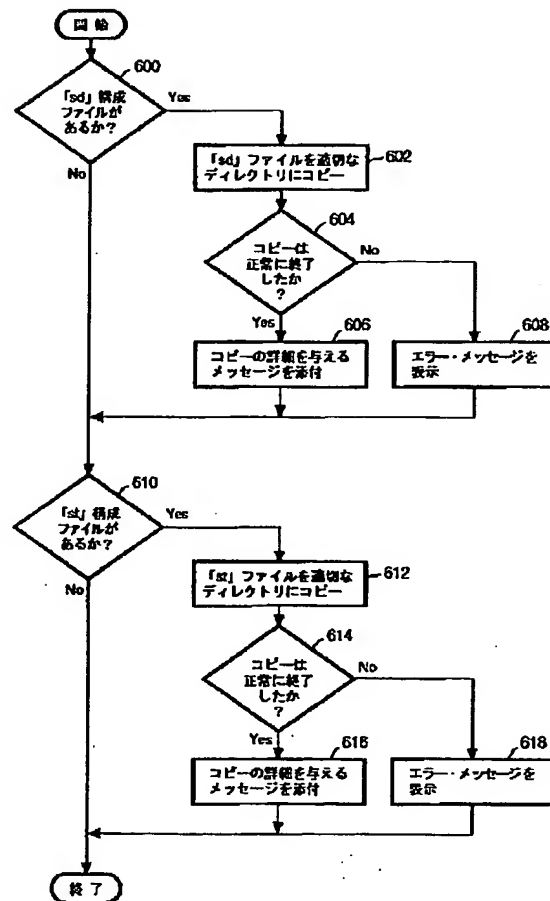 開始
600
「sd」構成
ファイルが
あるか?
Yes
No
「sd」ファイルを適切な
ディレクトリにコピー
602
604
コピーは
正常に終了
したか
?
No
Yes
606
コピーの詳細を与える
メッセージを添付
608
エラー・メッセージを
表示
610
「st」構成
ファイルが
あるか?
Yes
No
「st」ファイルを適切な
ディレクトリにコピー
612
614
コピーは
正常に終了
したか
?
No
Yes
616
コピーの詳細を与える
メッセージを添付
618
エラー・メッセージを
表示
終了